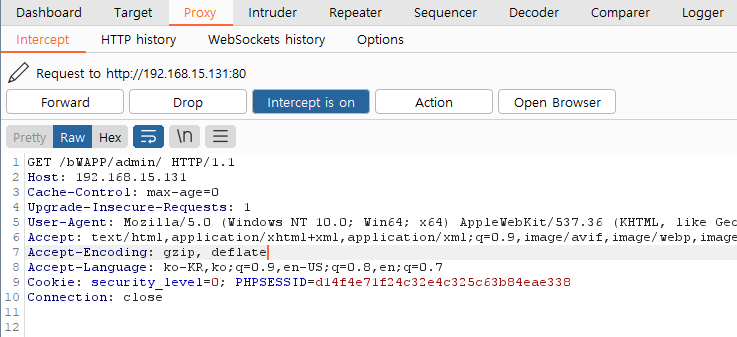 Dashboard Target Proxy Intruder Repeater Sequencer Decoder Comparer Logger
Intercept HTTP history WebSockets history Options
Request to http://192.168.15.131:80
Forward Drop Intercept is on Action Open Browser
Pretty Raw Hex \n
1 GET /bWAPP/admin/ HTTP/1.1
2 Host: 192.168.15.131
3 Cache-Control: max-age=0
4 Upgrade-Insecure-Requests: 1
5 User-Agent: Mozilla/5.0 (Windows NT 10.0; Win64; x64) AppleWebKit/537.36 (KHTML, like Gec
6 Accept: text/html,application/xhtml+xml,application/xml;q=0.9,image/avif,image/webp,imag
7 Accept-Encoding: gzip, deflate
8 Accept-Language: ko-KR,ko;q=0.9,en-US;q=0.8,en;q=0.7
9 Cookie: security_level=0; PHPSESSID=d14f4e71f24c32e4c325c63b84eae338
10 Connection: close
11
12